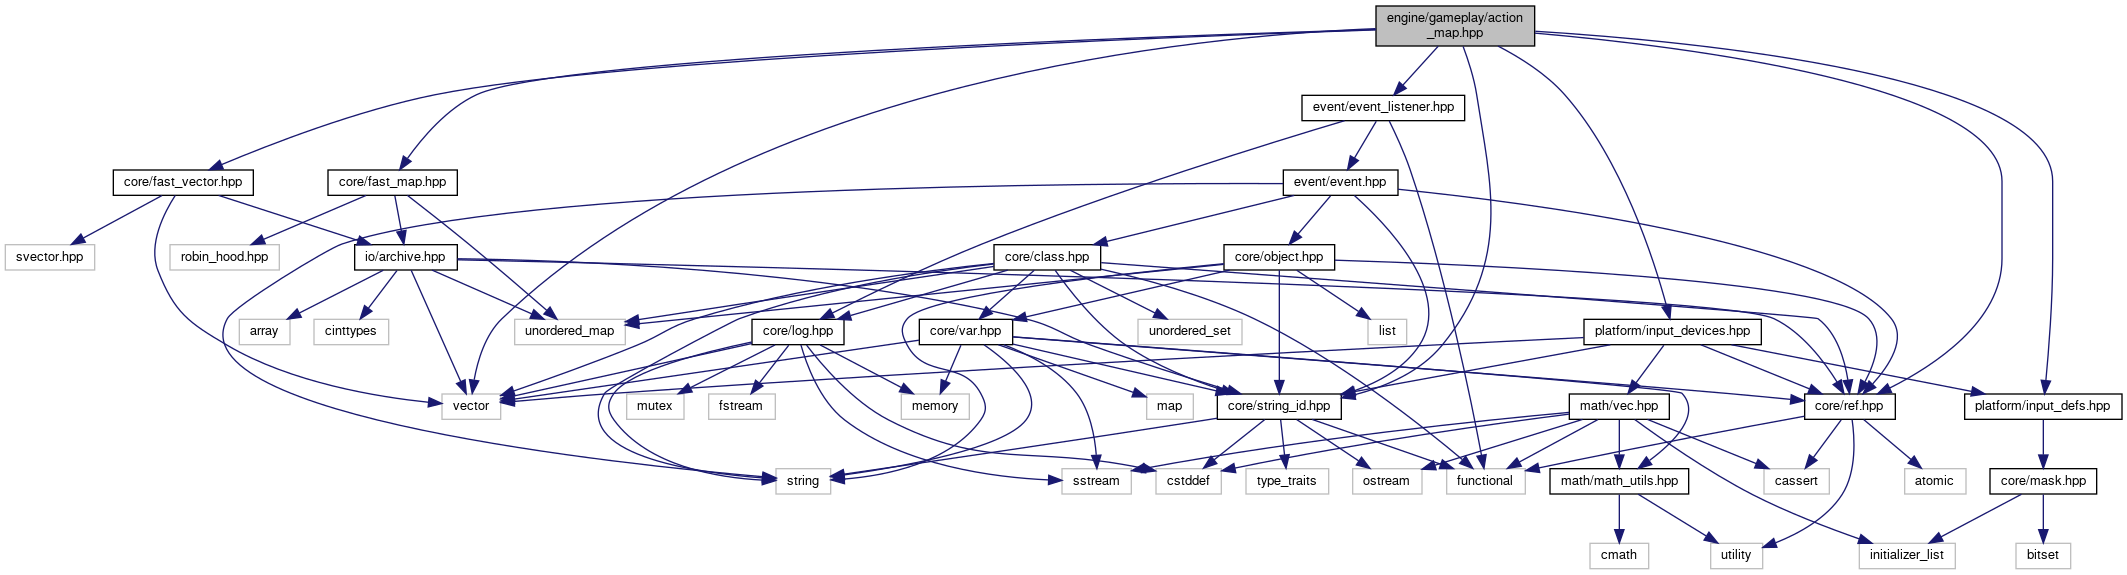 engine/gameplay/action
_map.hpp
event/event_listener.hpp
core/fast_vector.hpp
core/fast_map.hpp
event/event.hpp
svector.hpp
robin_hood.hpp
io/archive.hpp
core/class.hpp
core/object.hpp
array
cinttypes
unordered_map
core/log.hpp
core/var.hpp
unordered_set
list
platform/input_devices.hpp
vector
mutex
fstream
memory
map
core/string_id.hpp
math/vec.hpp
core/ref.hpp
platform/input_defs.hpp
string
sstream
cstddef
type_traits
ostream
functional
math/math_utils.hpp
cassert
atomic
core/mask.hpp
cmath
utility
initializer_list
bitset